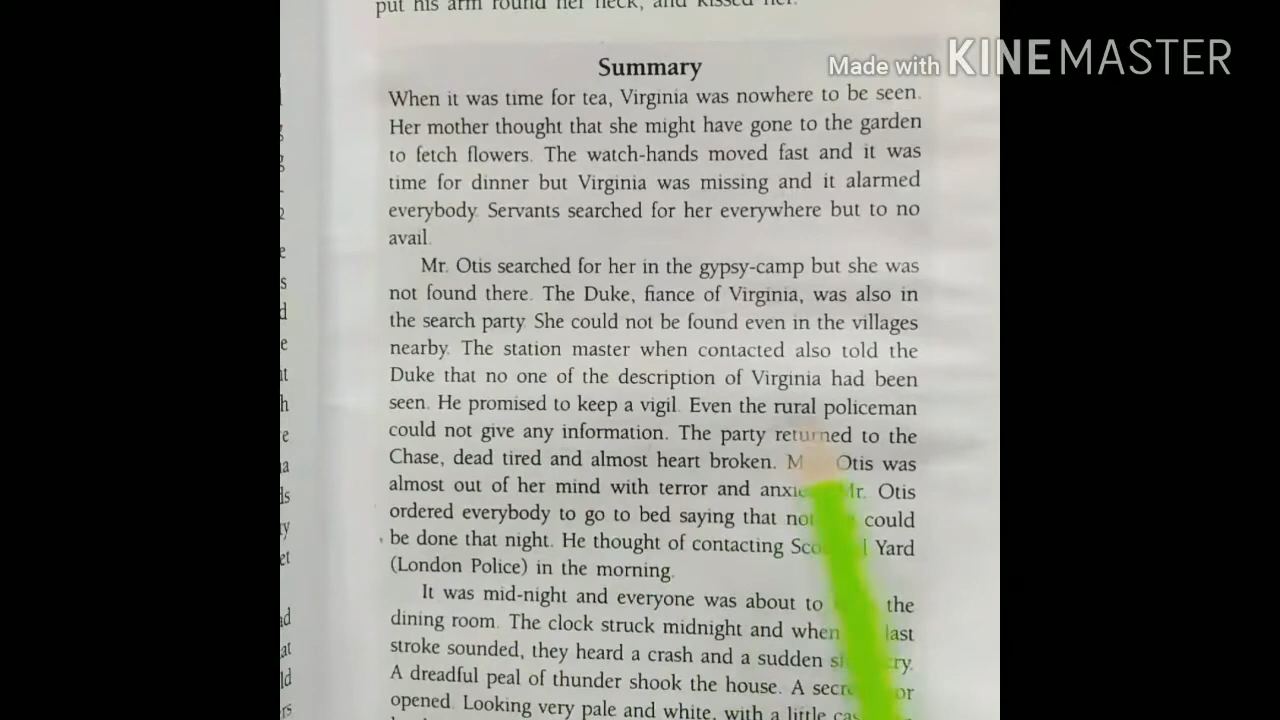 put his arm round her neck, and kissed her.
Made with KINEMASTER
Summary
When it was time for tea, Virginia was nowhere to be seen.
Her mother thought that she might have gone to the garden
to fetch flowers. The watch-hands moved fast and it was
time for dinner but Virginia was missing and it alarmed
everybody. Servants searched for her everywhere but to no
avail.
Mr. Otis searched for her in the gypsy-camp but she was
not found there. The Duke, fiance of Virginia, was also in
the search party. She could not be found even in the villages
nearby. The station master when contacted also told the
Duke that no one of the description of Virginia had been
seen. He promised to keep a vigil. Even the rural policeman
could not give any information. The party returned to the
Chase, dead tired and almost heart broken. Otis was
almost out of her mind with terror and Mr. Otis
ordered everybody to go to bed saying that could
be done that night. He thought of contacting Yard
(London Police) in the morning.
It was mid-night and everyone was about to the
dining room. The clock struck midnight and when last
stroke sounded, they heard a crash and a sudden cry.
A dreadful peal of thunder shook the house. A
opened. Looking very pale and white, with a little